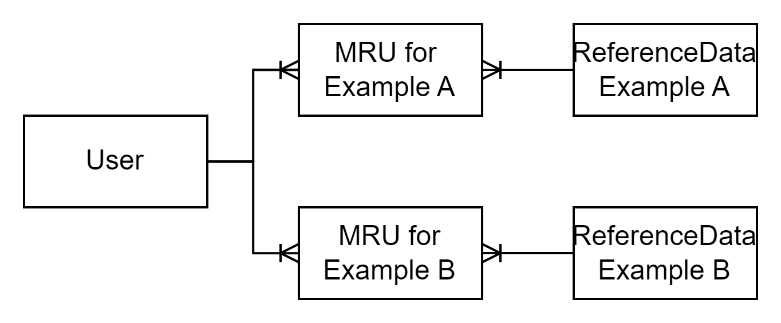 MRU for
Example A
ReferenceData
Example A
User
MRU for
Example B
ReferenceData
Example B